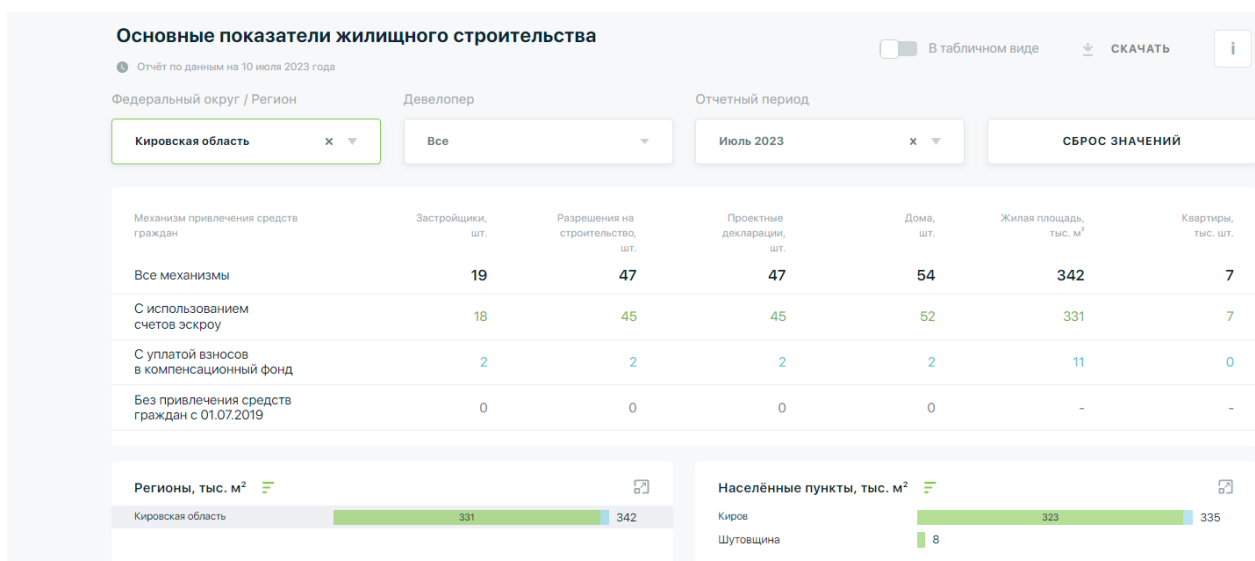 Основные показатели жилищного строительства
В табличном виде
СКАЧАТЬ
i
Отчёт по данным на 10 июля 2023 года
Федеральный округ / Регион
Девелопер
Отчетный период
Кировская область x
Все
Июль 2023 x
СБРОС ЗНАЧЕНИЙ
Механизм привлечения средств
граждан
Застройщики,
шт.
Разрешения на
строительство,
шт.
Проектные
декларации,
шт.
Дома,
шт.
Жилая площадь,
тыс. м²
Квартиры,
тыс. шт.
Все механизмы 19 47 47 54 342 7
С использованием
счетов эскроу 18 45 45 52 331 7
С уплатой взносов
в компенсационный фонд 2 2 2 2 11 0
Без привлечения средств
граждан с 01.07.2019 0 0 0 0 - -
Регионы, тыс. м²
Кировская область 331 342
Населённые пункты, тыс. м²
Киров 323 335
Шутовщина 8